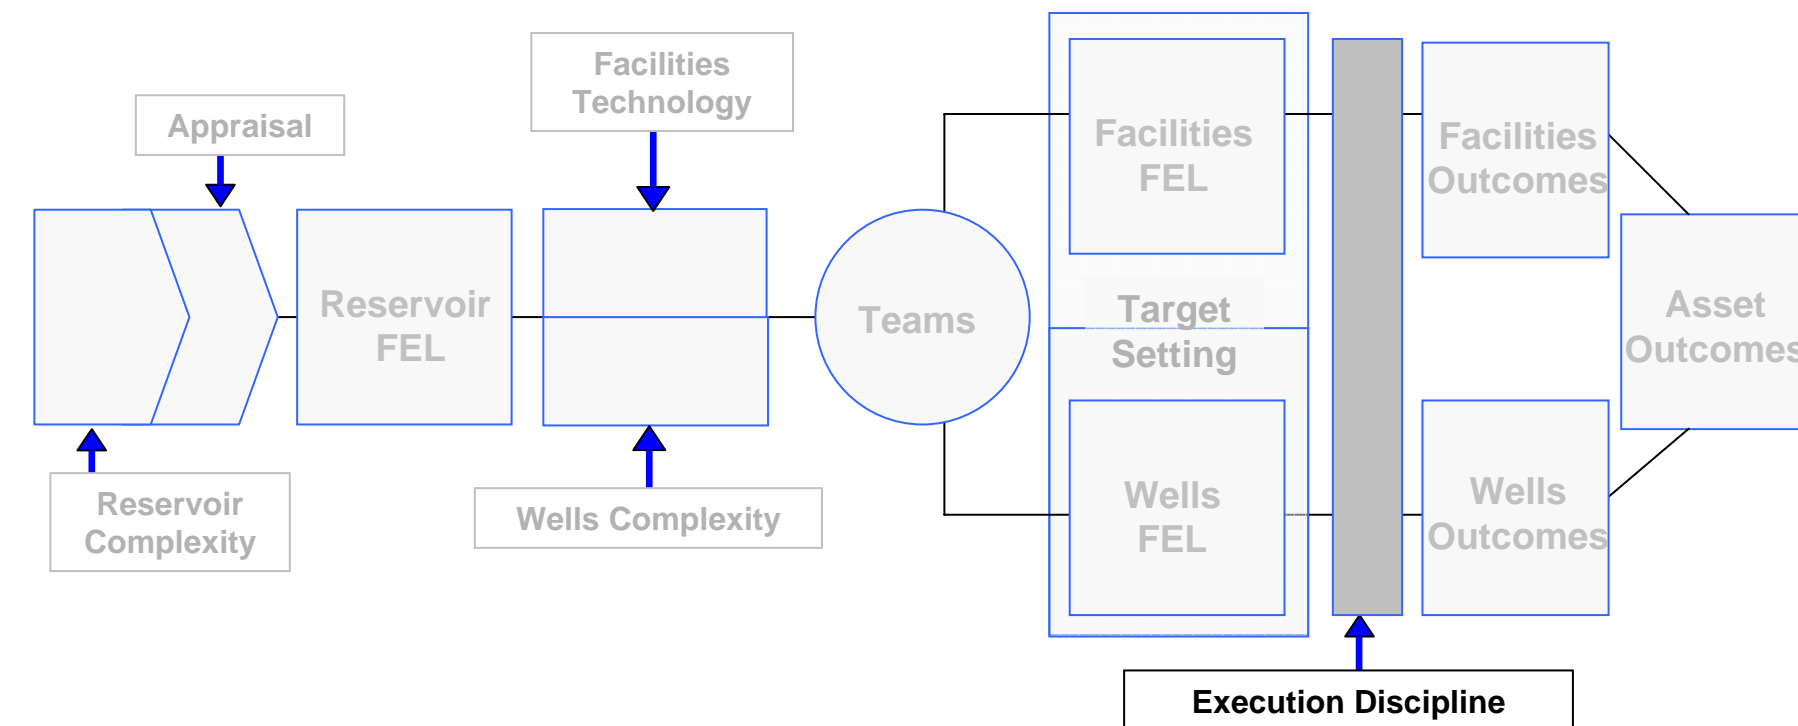 Appraisal
Facilities
Technology
Reservoir
Complexity
Reservoir
FEL
Wells Complexity
Teams
Facilities
FEL
Target
Setting
Wells
FEL
Execution Discipline
Facilities
Outcomes
Wells
Outcomes
Asset
Outcomes